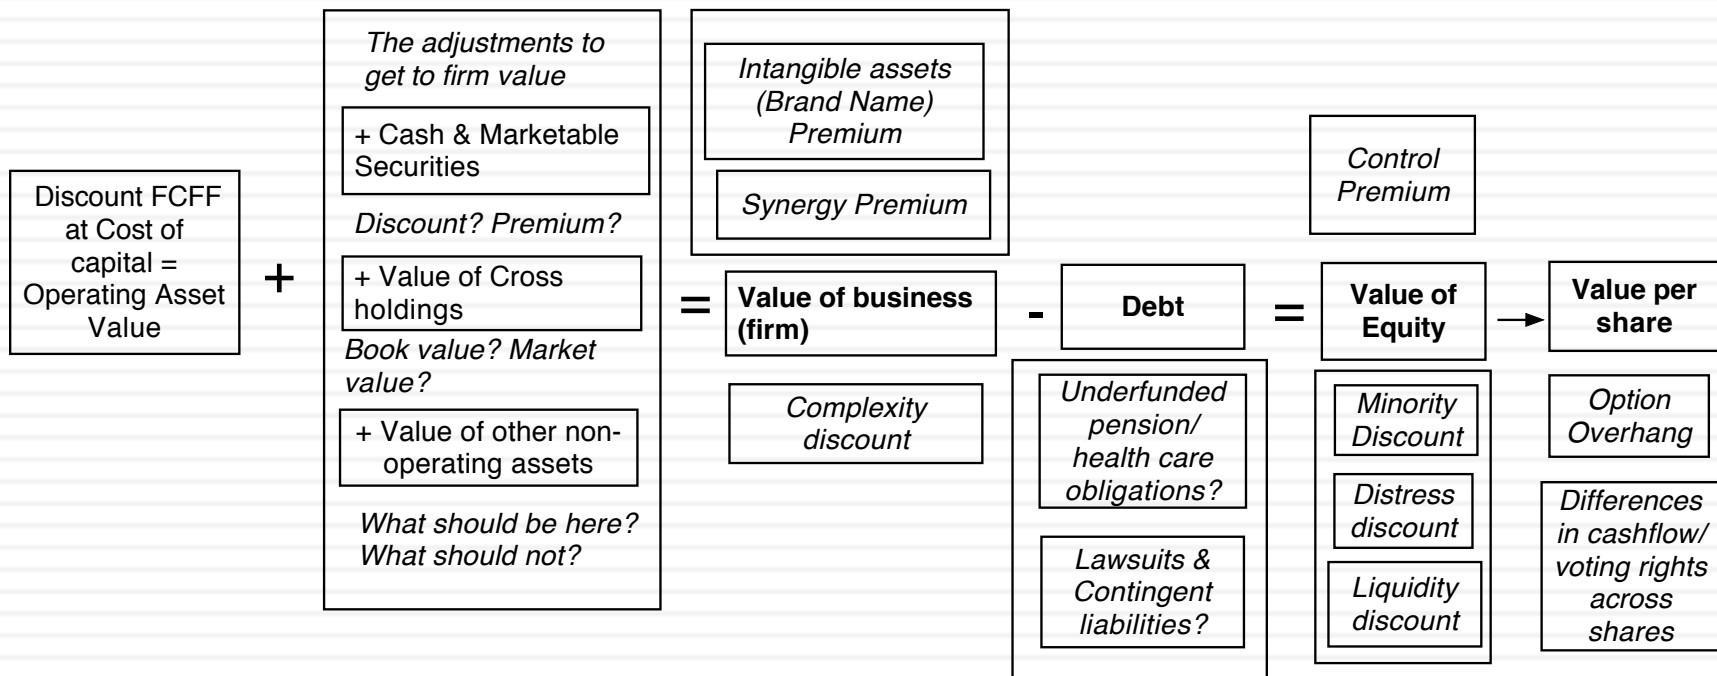 Discount FCFF
at Cost of
capital =
Operating Asset
Value
+
The adjustments to
get to firm value
+ Cash & Marketable
Securities
Discount? Premium?
+ Value of Cross
holdings
Book value? Market
value?
+ Value of other non-
operating assets
What should be here?
What should not?
=
Intangible assets
(Brand Name)
Premium
Synergy Premium
Value of business
(firm)
Complexity
discount
-
Debt
Underfunded
pension/
health care
obligations?
Lawsuits &
Contingent
liabilities?
=
Control
Premium
Value of
Equity
Minority
Discount
Distress
discount
Liquidity
discount
Value per
share
Option
Overhang
Differences
in cashflow/
voting rights
across
shares